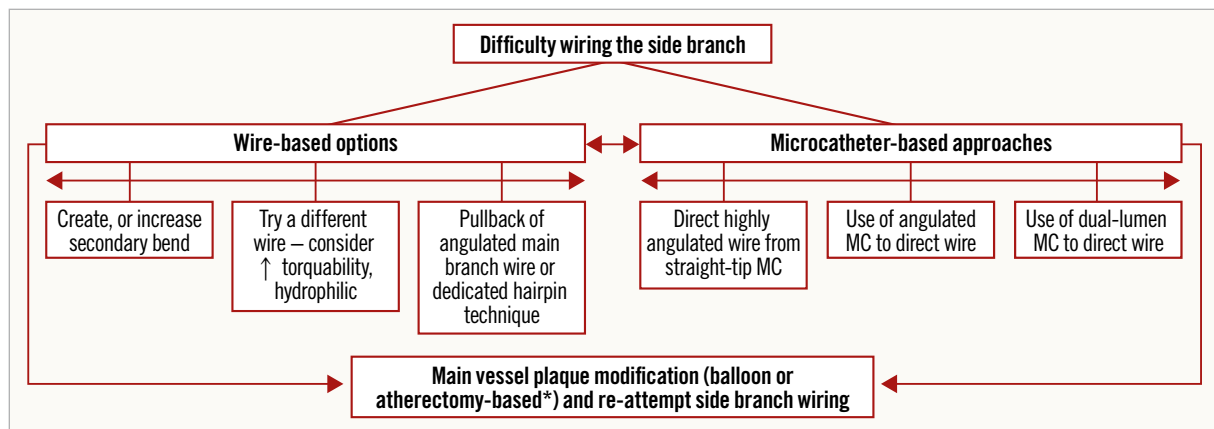 Difficulty wiring the side branch
Wire-based options
Microcatheter-based approaches
Create, or increase
secondary bend
Try a different
wire – consider
↑ torquability,
hydrophilic
Pullback of
angulated main
branch wire or
dedicated hairpin
technique
Direct highly
angulated wire from
straight-tip MC
Use of angulated
MC to direct wire
Use of dual-lumen
MC to direct wire
Main vessel plaque modification (balloon or
atherectomy-based*) and re-attempt side branch wiring